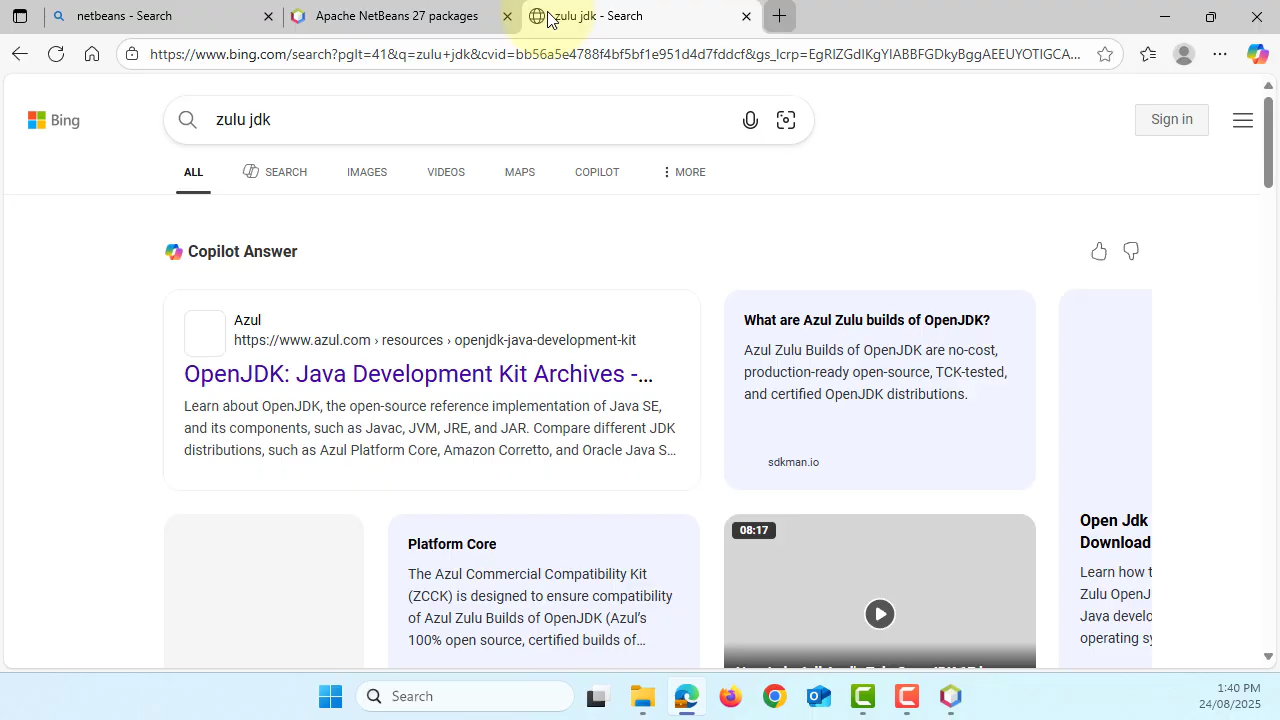 netbeans - Search
Apache NetBeans 27 packages
zulu jdk - Search
https://www.bing.com/search?pglt=41&q=zulu+jdk&cvid=bb56a5e4788f4bf5bf1e951d4d7fddcf&gs_lcrp=EgRlZGdlKgYIABBFGDkyBggAEEUYOTIGCA...
Bing
zulu jdk
Sign in
ALL
SEARCH
IMAGES
VIDEOS
MAPS
COPILOT
MORE
Copilot Answer
Azul
https://www.azul.com › resources › openjdk-java-development-kit
OpenJDK: Java Development Kit Archives -...
Learn about OpenJDK, the open-source reference implementation of Java SE,
and its components, such as Javac, JVM, JRE, and JAR. Compare different JDK
distributions, such as Azul Platform Core, Amazon Corretto, and Oracle Java S...
What are Azul Zulu builds of OpenJDK?
Azul Zulu Builds of OpenJDK are no-cost,
production-ready open-source, TCK-tested,
and certified OpenJDK distributions.
sdkman.io
Platform Core
The Azul Commercial Compatibility Kit
(ZCCK) is designed to ensure compatibility
of Azul Zulu Builds of OpenJDK (Azul's
100% open source, certified builds of...
08:17
Open Jdk
Download
Learn how t
Zulu OpenJ
Java develo
operating sy
Search
1:40 PM
24/08/2025